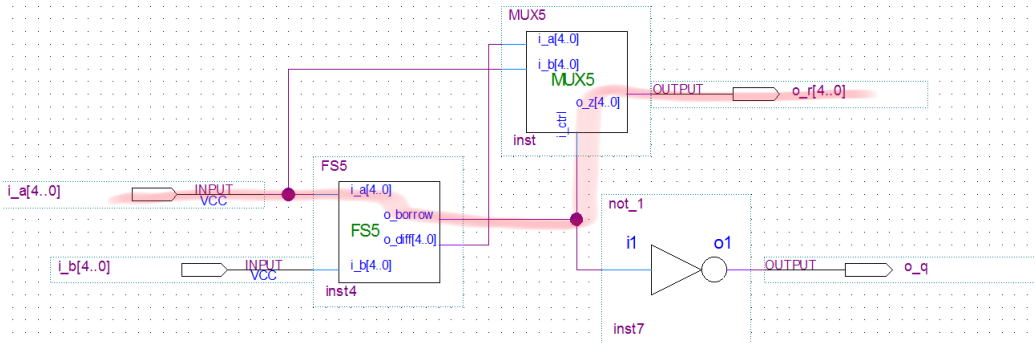 MUX5
i_a[4..0]
i_b[4..0]
MUX5
o_z[4..0]
i_ctrl
inst
OUTPUT
o_r[4..0]
FS5
i_a[4..0]
INPUT
VCC
i_a[4..0]
o_borrow
FS5
o_diff[4..0]
i_b[4..0]
INPUT
VCC
i_b[4..0]
inst4
not_1
i1
o1
OUTPUT
o_q
inst7